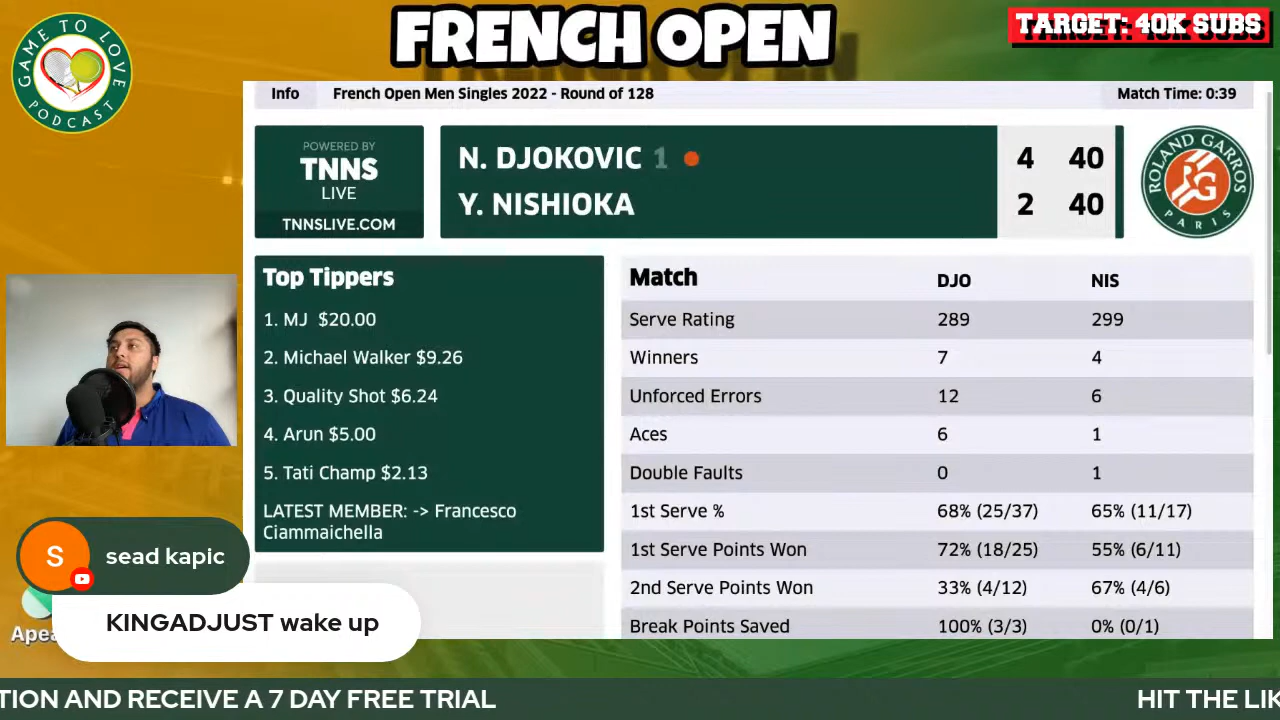 GAME TO LOVE
PODCAST
FRENCH OPEN
TARGET: 40K SUBS
Info
French Open Men Singles 2022 - Round of 128
Match Time: 0:39
POWERED BY
TNNS
LIVE
TNNSLIVE.COM
N. DJOKOVIC 1
4 40
Y. NISHIOKA
2 40
ROLAND GARROS
RG
PARIS
Top Tippers
1. MJ $20.00
2. Michael Walker $9.26
3. Quality Shot $6.24
4. Arun $5.00
5. Tati Champ $2.13
LATEST MEMBER: -> Francesco
Ciammaichella
Match DJO NIS
Serve Rating 289 299
Winners 7 4
Unforced Errors 12 6
Aces 6 1
Double Faults 0 1
1st Serve % 68% (25/37) 65% (11/17)
1st Serve Points Won 72% (18/25) 55% (6/11)
2nd Serve Points Won 33% (4/12) 67% (4/6)
Break Points Saved 100% (3/3) 0% (0/1)
S
sead kapic
KINGADJUST wake up
TION AND RECEIVE A 7 DAY FREE TRIAL
HIT THE LIK